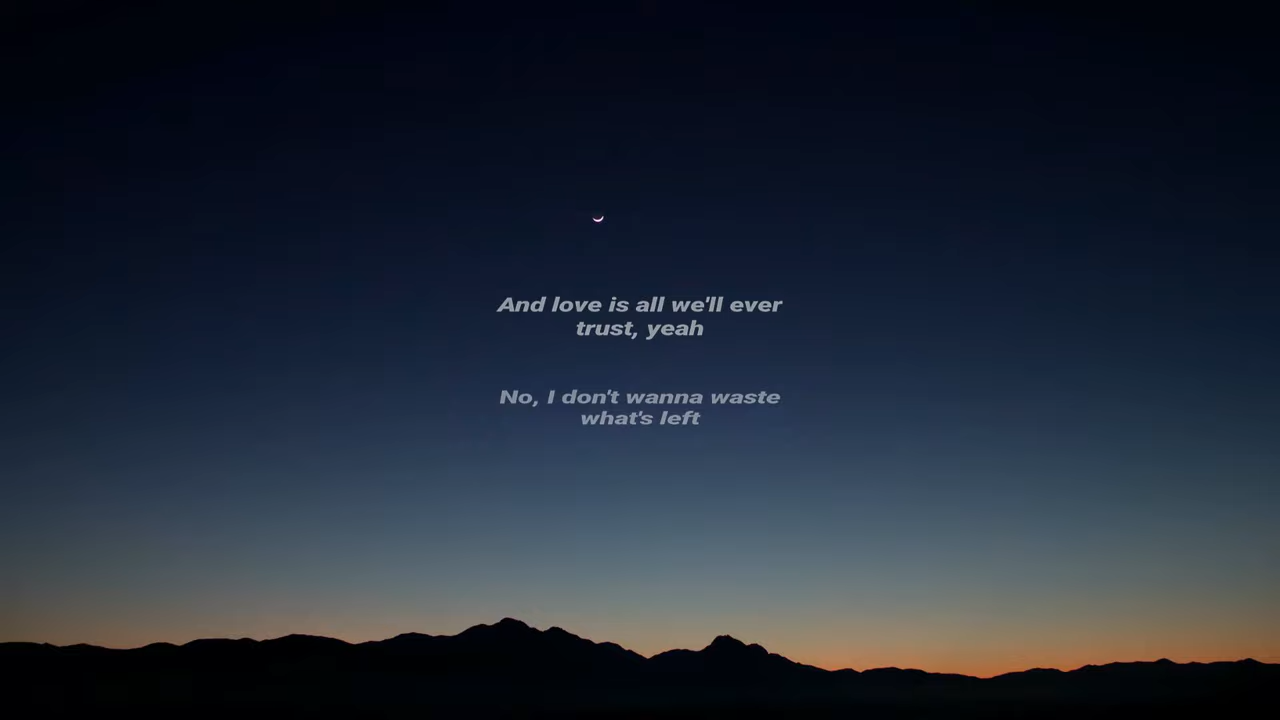 And love is all we'll ever
trust, yeah
No, I don't wanna waste
what's left